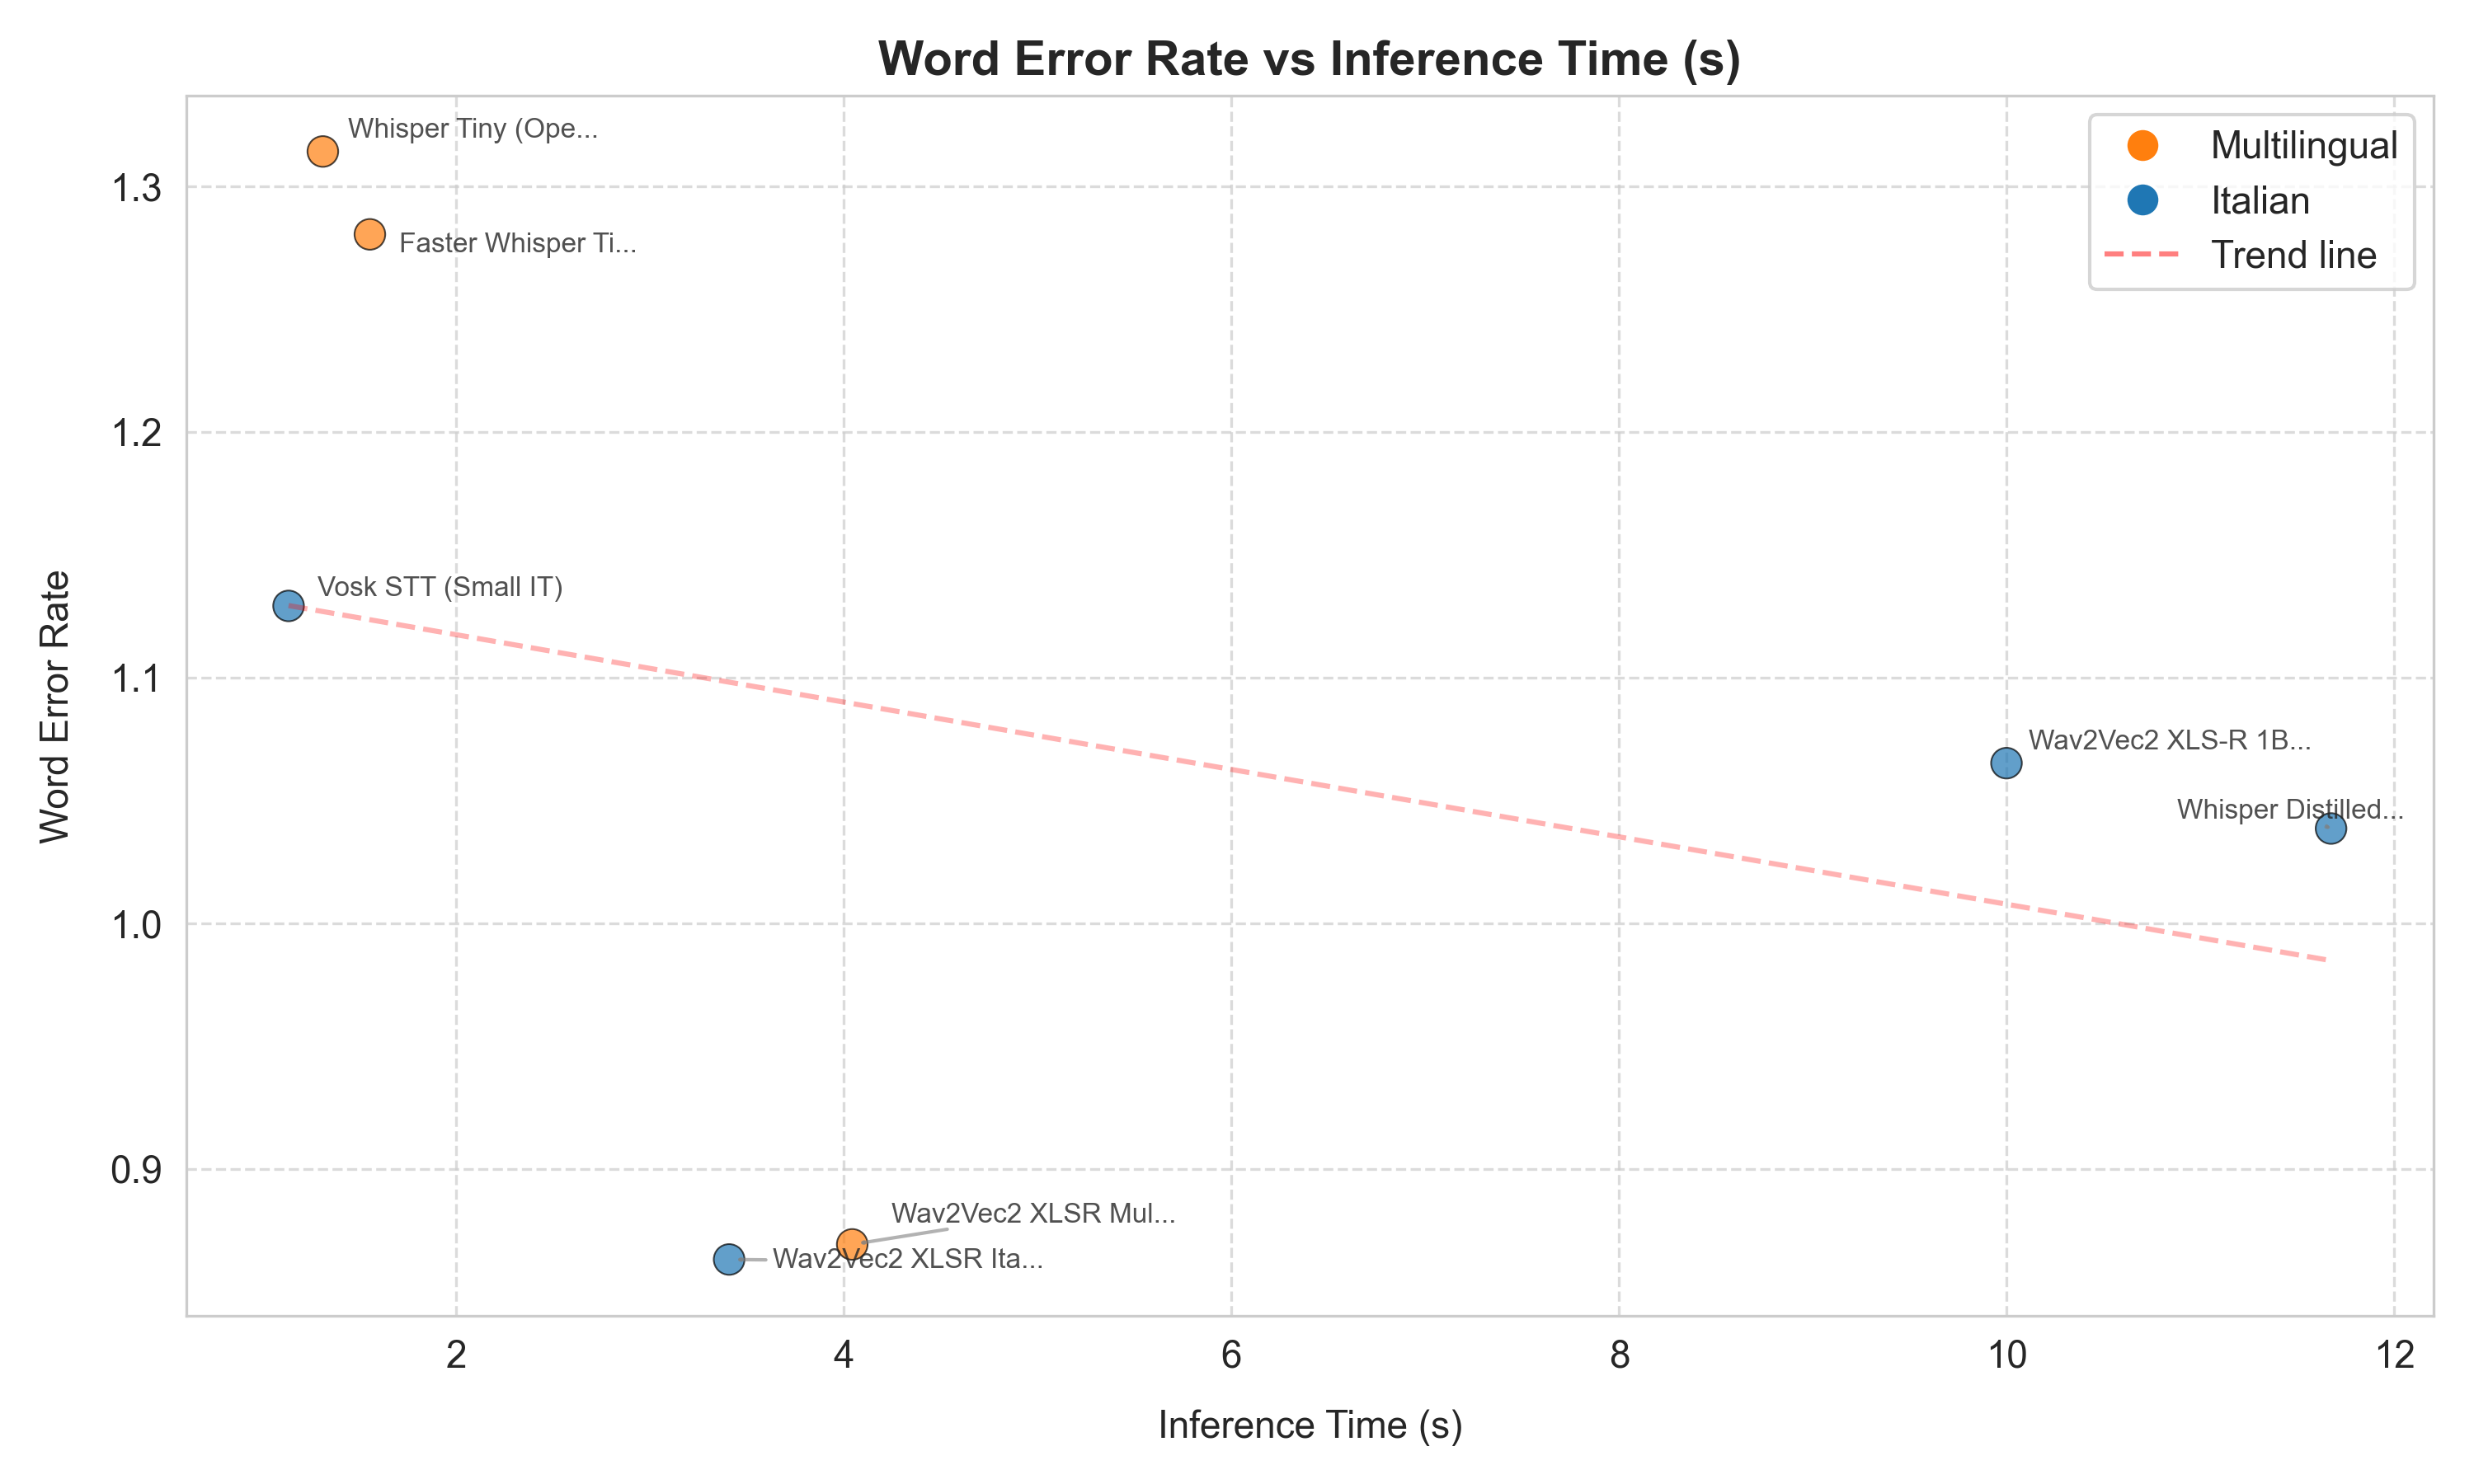 Word Error Rate vs Inference Time (s)
Whisper Tiny (Ope...
Faster Whisper Ti...
Vosk STT (Small IT)
Wav2Vec2 XLS-R 1B...
Whisper Distilled...
Wav2Vec2 XLSR Mul...
Wav2Vec2 XLSR Ita...
Multilingual
Italian
Trend line
Word Error Rate
1.3
1.2
1.1
1.0
0.9
2 4 6 8 10 12
Inference Time (s)